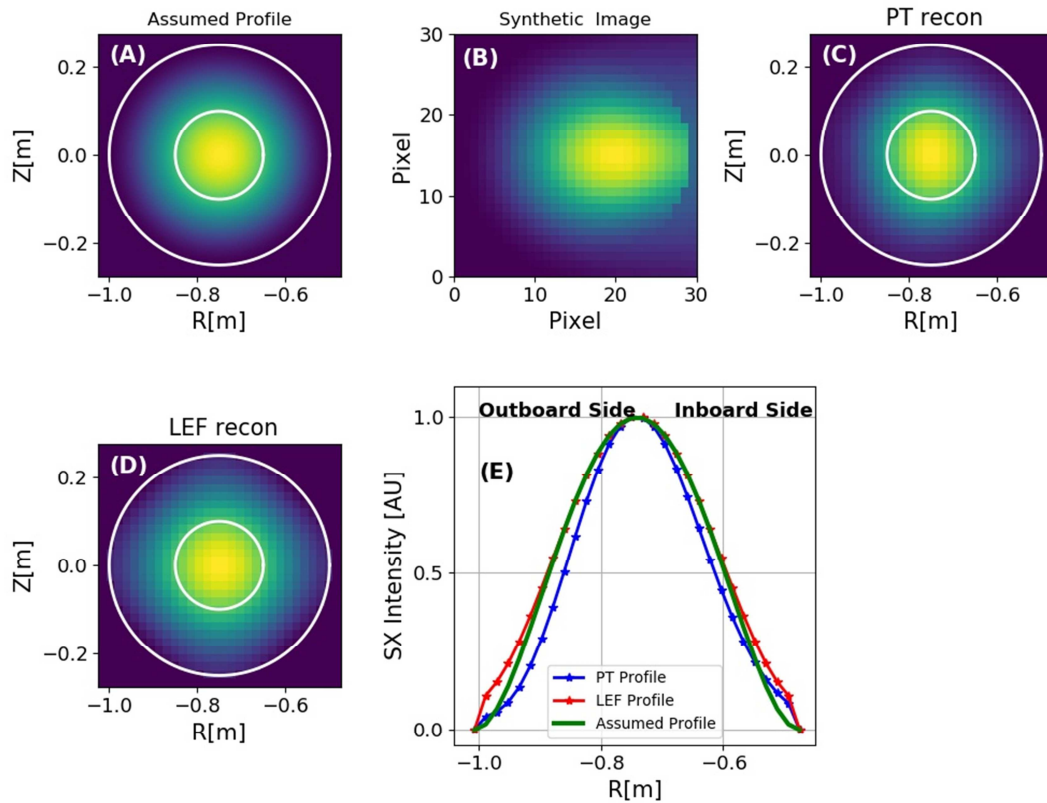 Assumed Profile
(A)
0.2
0.0
−0.2
Z[m]
−1.0 −0.8 −0.6
R[m]
Synthetic Image
(B)
30
20
10
0
Pixel
0 10 20 30
Pixel
PT recon
(C)
0.2
0.0
−0.2
Z[m]
−1.0 −0.8 −0.6
R[m]
LEF recon
(D)
0.2
0.0
−0.2
Z[m]
−1.0 −0.8 −0.6
R[m]
Outboard Side Inboard Side
(E)
1.0
0.5
0.0
SX Intensity [AU]
PT Profile
LEF Profile
Assumed Profile
−1.0 −0.8 −0.6
R[m]